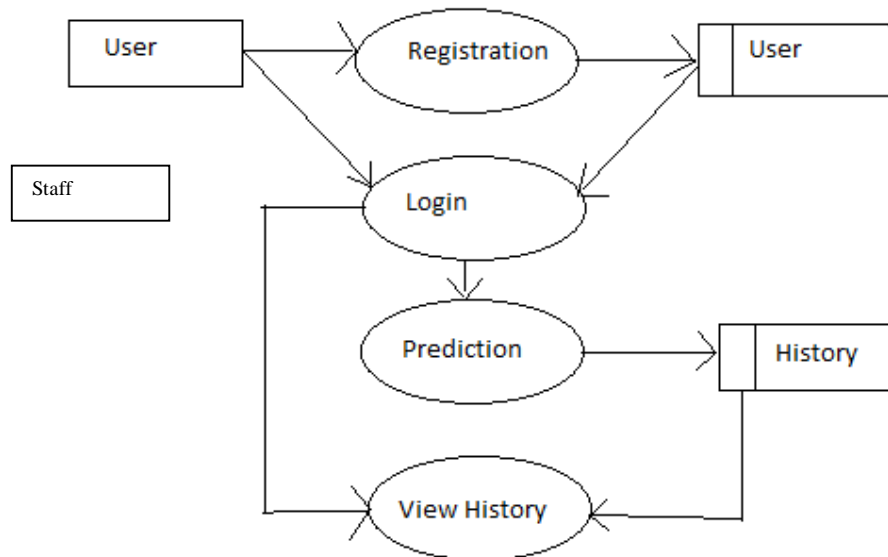 User
Registration
User
Staff
Login
Prediction
History
View History